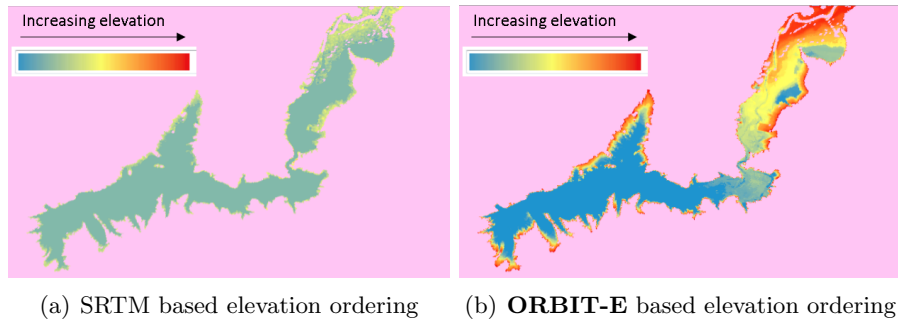 Increasing elevation
Increasing elevation
(a) SRTM based elevation ordering
(b) ORBIT-E based elevation ordering